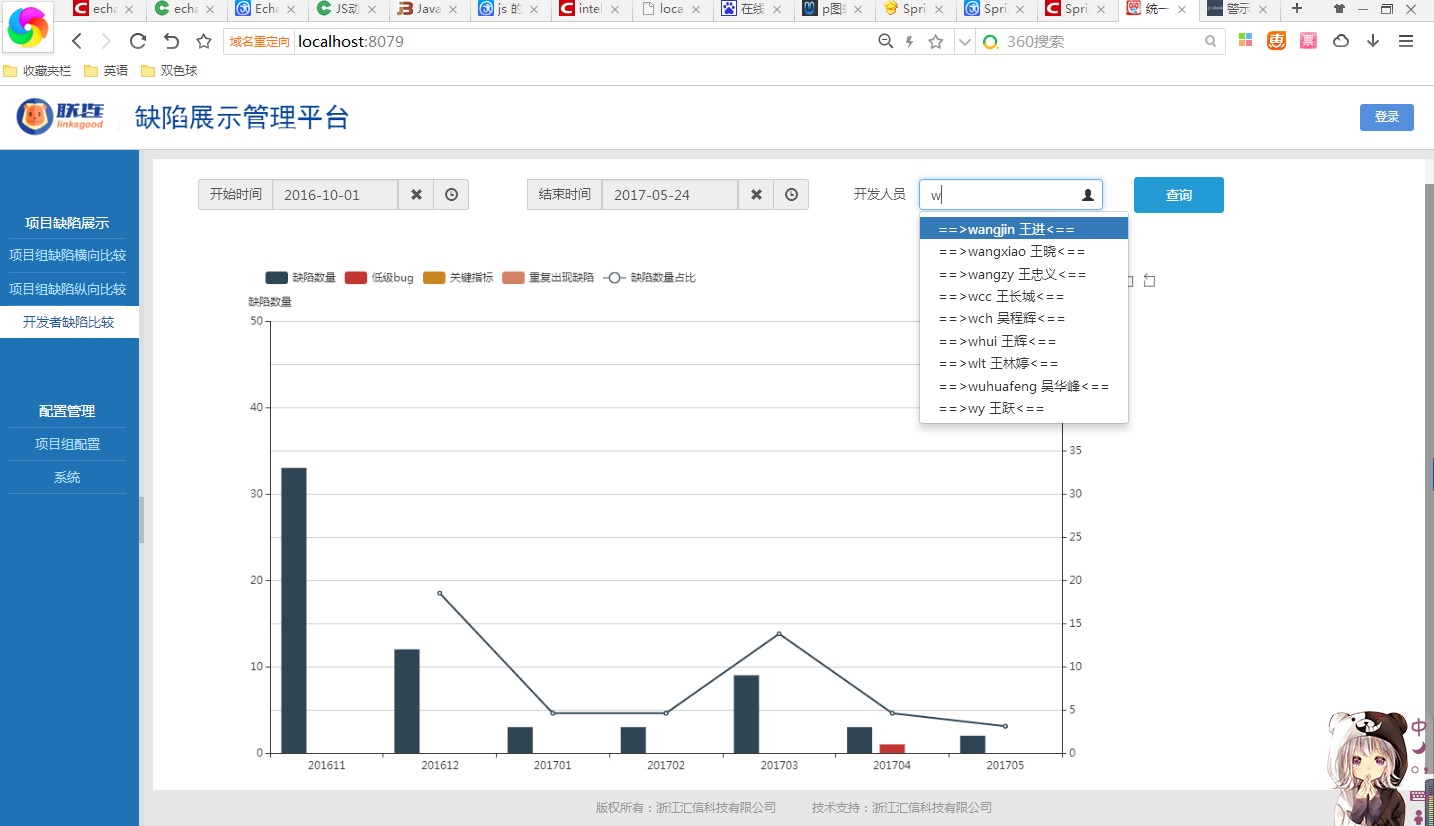 echa
echa
Echa
JS动
Java
js 的
intel
loca
在线
p图
Spri
Spri
Spri
统一
警示
域名重定向 localhost:8079
360搜索
惠
票
收藏夹栏 英语 双色球
联连
linksgood
缺陷展示管理平台
登录
开始时间 2016-10-01
结束时间 2017-05-24
开发人员 w
查询
项目缺陷展示
项目组缺陷横向比较
项目组缺陷纵向比较
开发者缺陷比较
配置管理
项目组配置
系统
==>wangjin 王进<==
==>wangxiao 王晓<==
==>wangzy 王忠义<==
==>wcc 王长城<==
==>wch 吴程辉<==
==>whui 王辉<==
==>wlt 王林婷<==
==>wuhuafeng 吴华峰<==
==>wy 王跃<==
缺陷数量 低级bug 关键指标 重复出现缺陷 缺陷数量占比
缺陷数量
50
40
30
20
10
0
35
30
25
20
15
10
5
0
201611 201612 201701 201702 201703 201704 201705
版权所有：浙江汇信科技有限公司 技术支持：浙江汇信科技有限公司
中